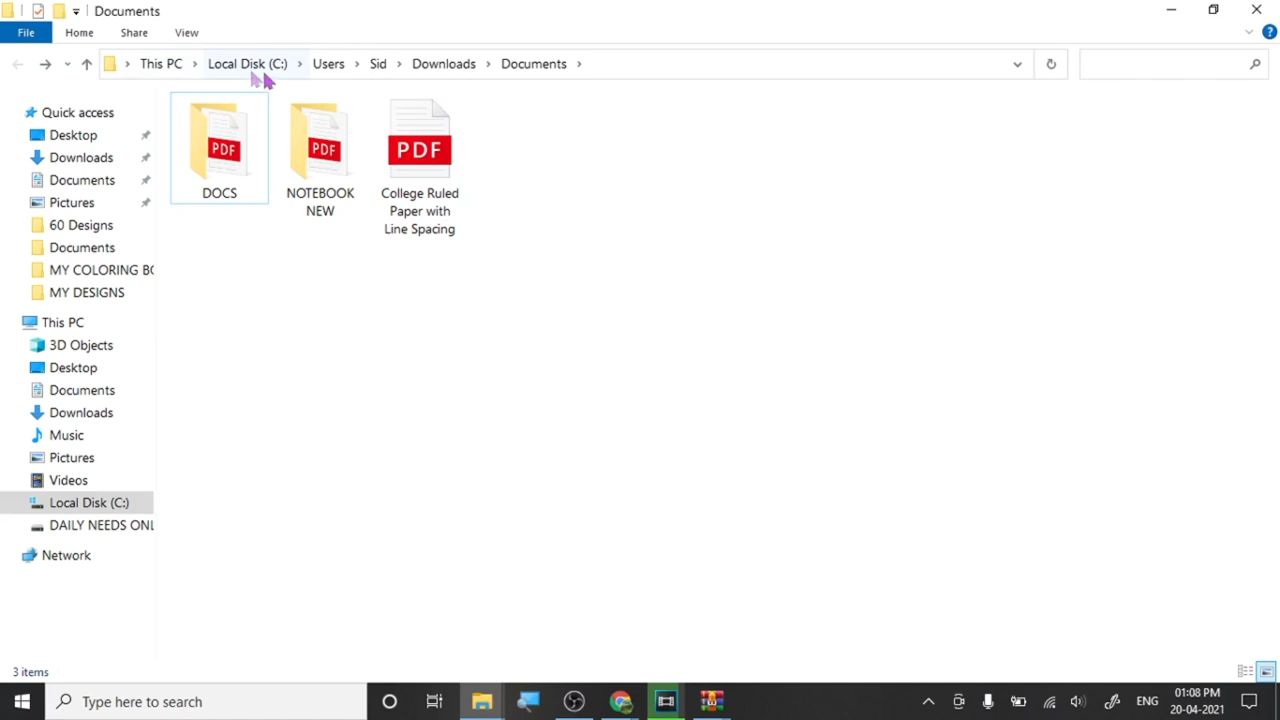 Documents
File Home Share View
This PC Local Disk (C:) Users Sid Downloads Documents
Quick access
Desktop
Downloads
Documents
Pictures
60 Designs
Documents
MY COLORING BO
MY DESIGNS
This PC
3D Objects
Desktop
Documents
Downloads
Music
Pictures
Videos
Local Disk (C:)
DAILY NEEDS ONL
Network
PDF
DOCS
PDF
NOTEBOOK
NEW
PDF
College Ruled
Paper with
Line Spacing
3 items
Type here to search
ENG
01:08 PM
20-04-2021